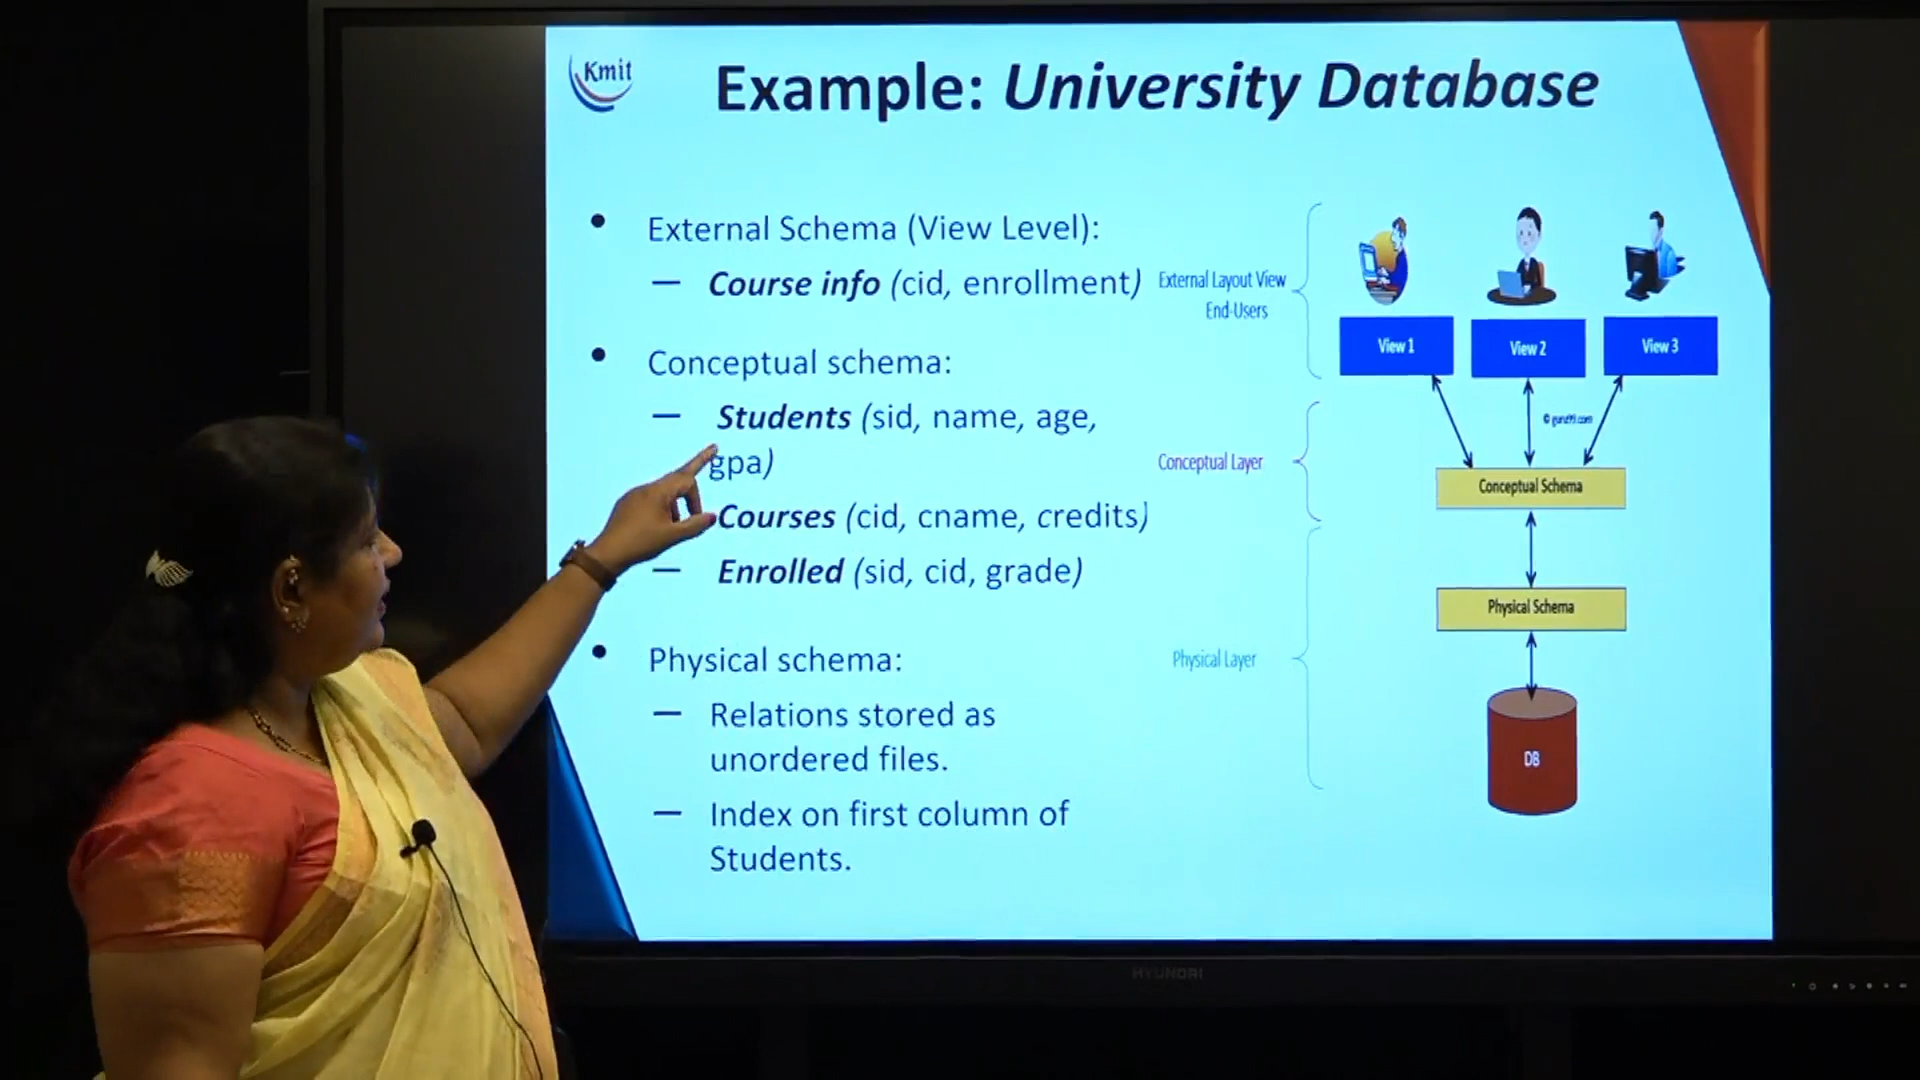 Kmit
Example: University Database
• External Schema (View Level):
— Course info (cid, enrollment)
• Conceptual schema:
— Students (sid, name, age,
gpa)
Courses (cid, cname, credits)
— Enrolled (sid, cid, grade)
• Physical schema:
— Relations stored as
unordered files.
— Index on first column of
Students.
External Layout View
End-Users
Conceptual Layer
Physical Layer
View 1
View 2
View 3
© guru99.com
Conceptual Schema
Physical Schema
DB
HYUNDAI